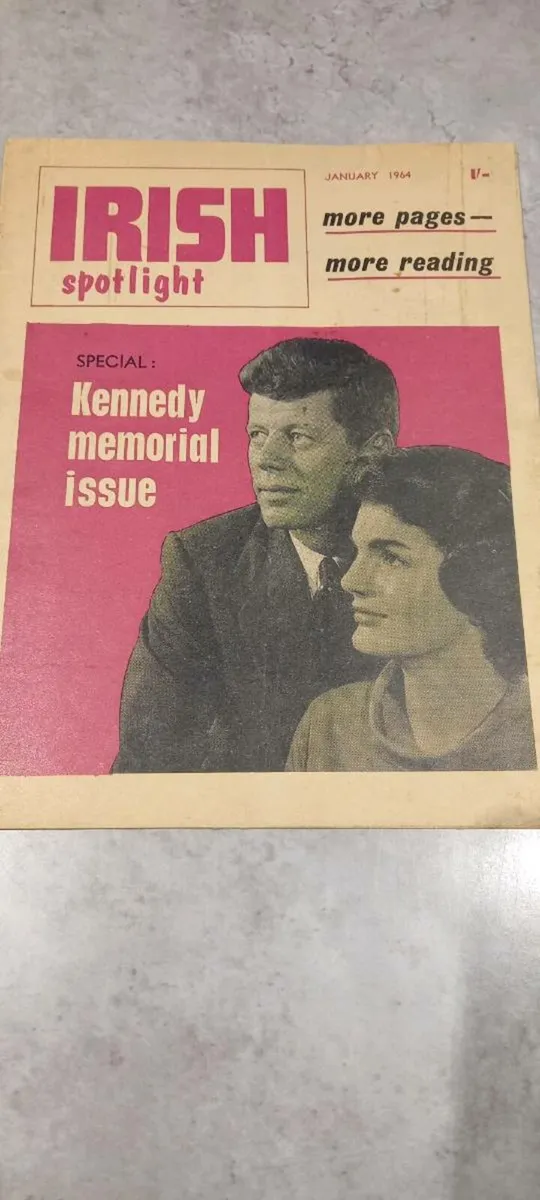 IRISH
spotlight
JANUARY 1964
1/-
more pages—
more reading
SPECIAL:
Kennedy
memorial
issue